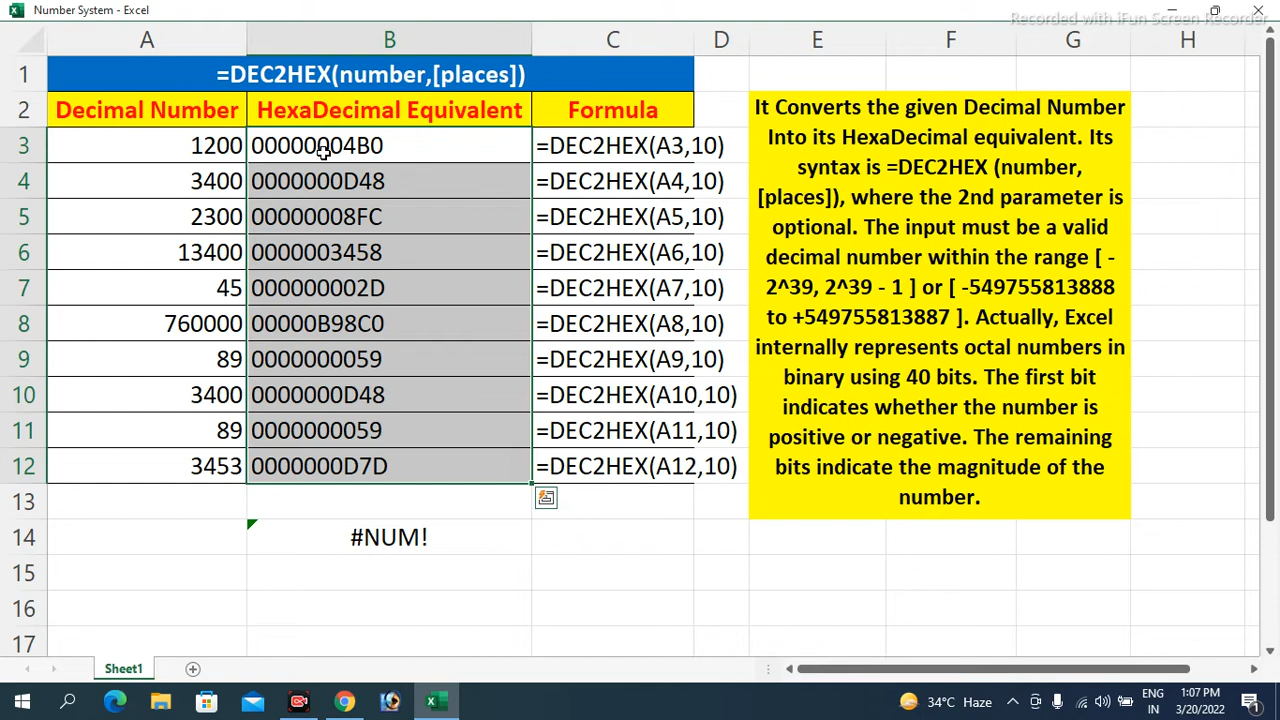 Number System - Excel
Recorded with iFun Screen Recorder
A B C D E F G H
1 =DEC2HEX(number,[places])
2 Decimal Number HexaDecimal Equivalent Formula
3 1200 00000004B0 =DEC2HEX(A3,10)
4 3400 0000000D48 =DEC2HEX(A4,10)
5 2300 00000008FC =DEC2HEX(A5,10)
6 13400 0000003458 =DEC2HEX(A6,10)
7 45 000000002D =DEC2HEX(A7,10)
8 760000 00000B98C0 =DEC2HEX(A8,10)
9 89 0000000059 =DEC2HEX(A9,10)
10 3400 0000000D48 =DEC2HEX(A10,10)
11 89 0000000059 =DEC2HEX(A11,10)
12 3453 0000000D7D =DEC2HEX(A12,10)
13
14 #NUM!
15
16
17
It Converts the given Decimal Number
Into its HexaDecimal equivalent. Its
syntax is =DEC2HEX (number,
[places]), where the 2nd parameter is
optional. The input must be a valid
decimal number within the range [ -
2^39, 2^39 - 1 ] or [ -549755813888
to +549755813887 ]. Actually, Excel
internally represents octal numbers in
binary using 40 bits. The first bit
indicates whether the number is
positive or negative. The remaining
bits indicate the magnitude of the
number.
Sheet1
34°C Haze
ENG
IN
1:07 PM
3/20/2022
1